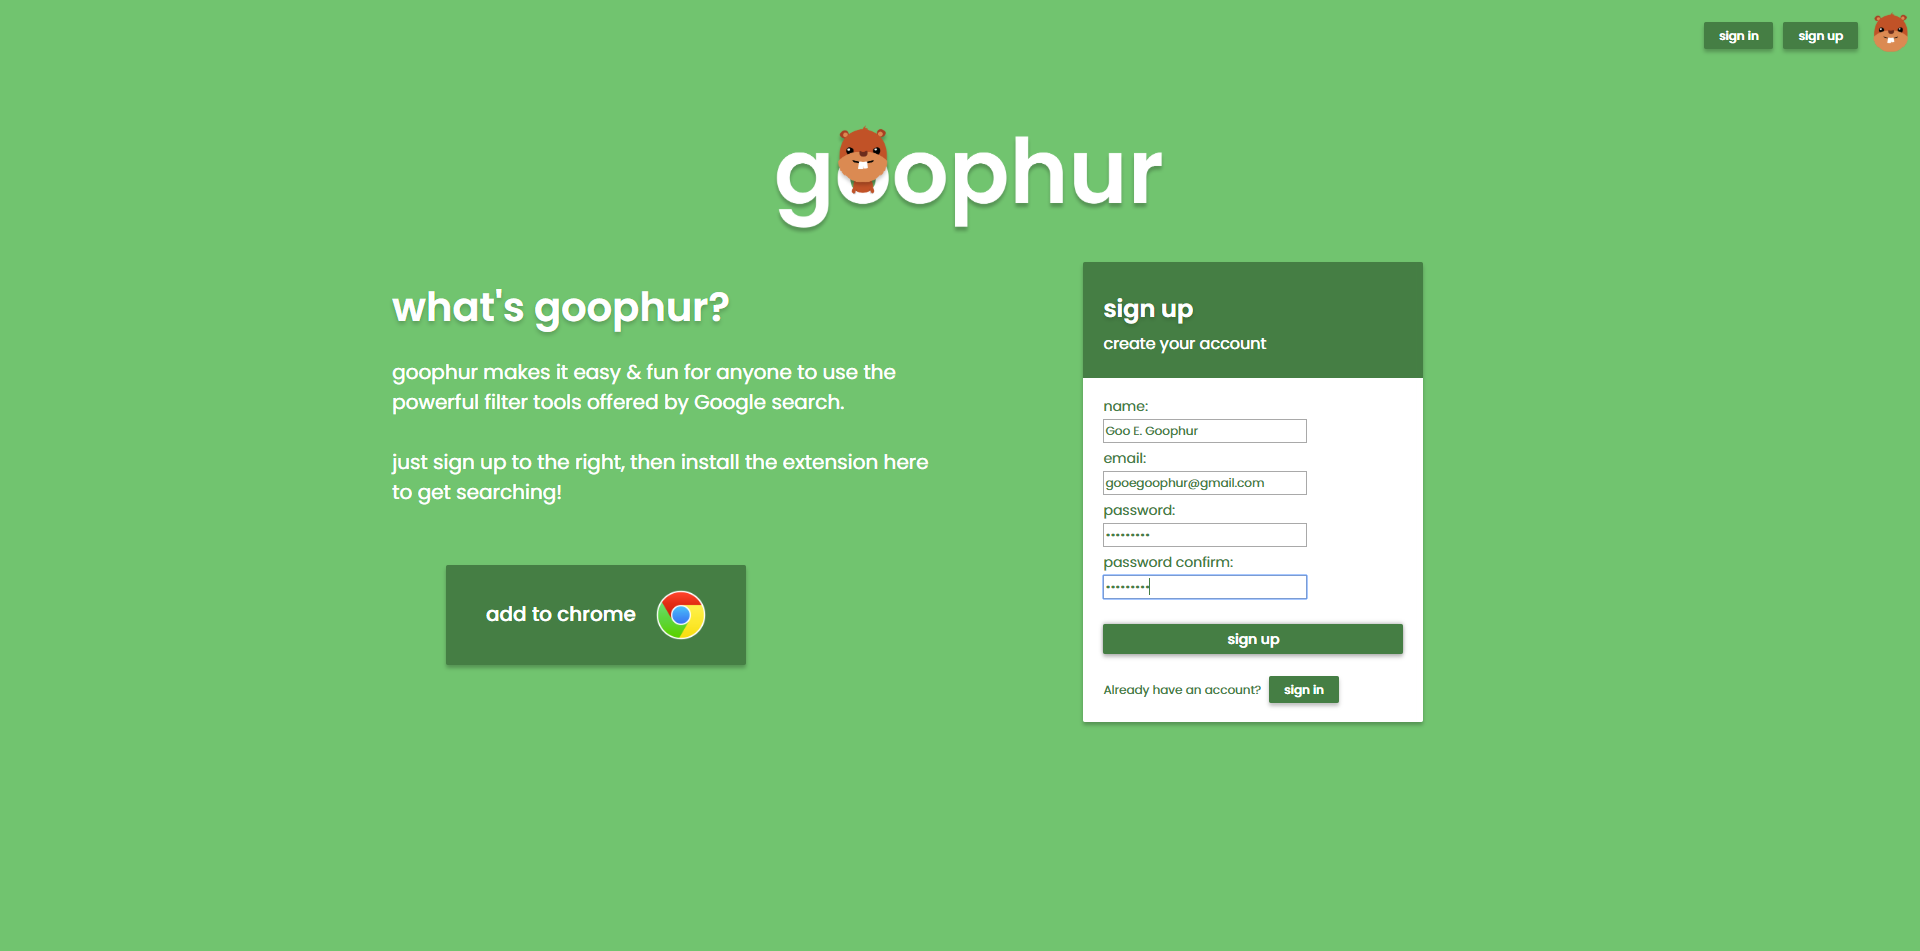 sign in
sign up
goophur
what's goophur?
goophur makes it easy & fun for anyone to use the
powerful filter tools offered by Google search.
just sign up to the right, then install the extension here
to get searching!
add to chrome
sign up
create your account
name:
Goo E. Goophur
email:
gooegoophur@gmail.com
password:
•••••••••
password confirm:
•••••••••
sign up
Already have an account?
sign in